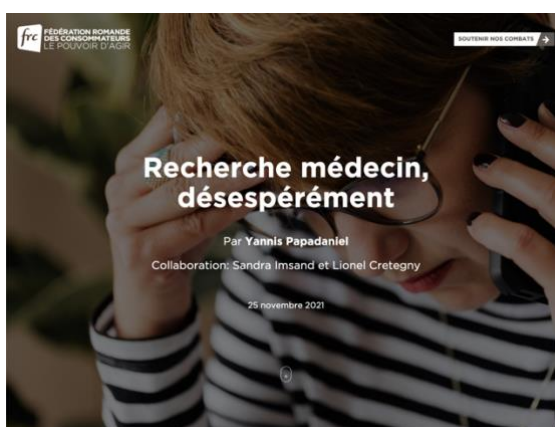 frc
FÉDÉRATION ROMANDE
DES CONSOMMATEURS
LE POUVOIR D'AGIR
SOUTENIR NOS COMBATS
Recherche médecin,
désespérément
Par Yannis Papadaniel
Collaboration: Sandra Imsand et Lionel Cretegny
25 novembre 2021